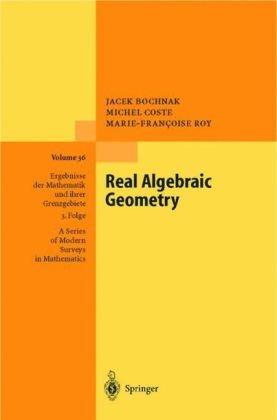 JACEK BOCHNAK
MICHEL COSTE
MARIE-FRANÇOISE ROY
Volume 36
Ergebnisse
der Mathematik
und ihrer
Grenzgebiete
3. Folge
A Series
of Modern
Surveys
in Mathematics
Real Algebraic
Geometry
Springer